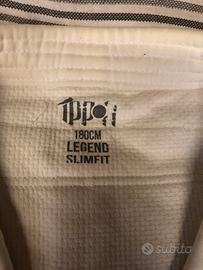 IPPON
180CM
LEGEND
SLIMFIT
subito